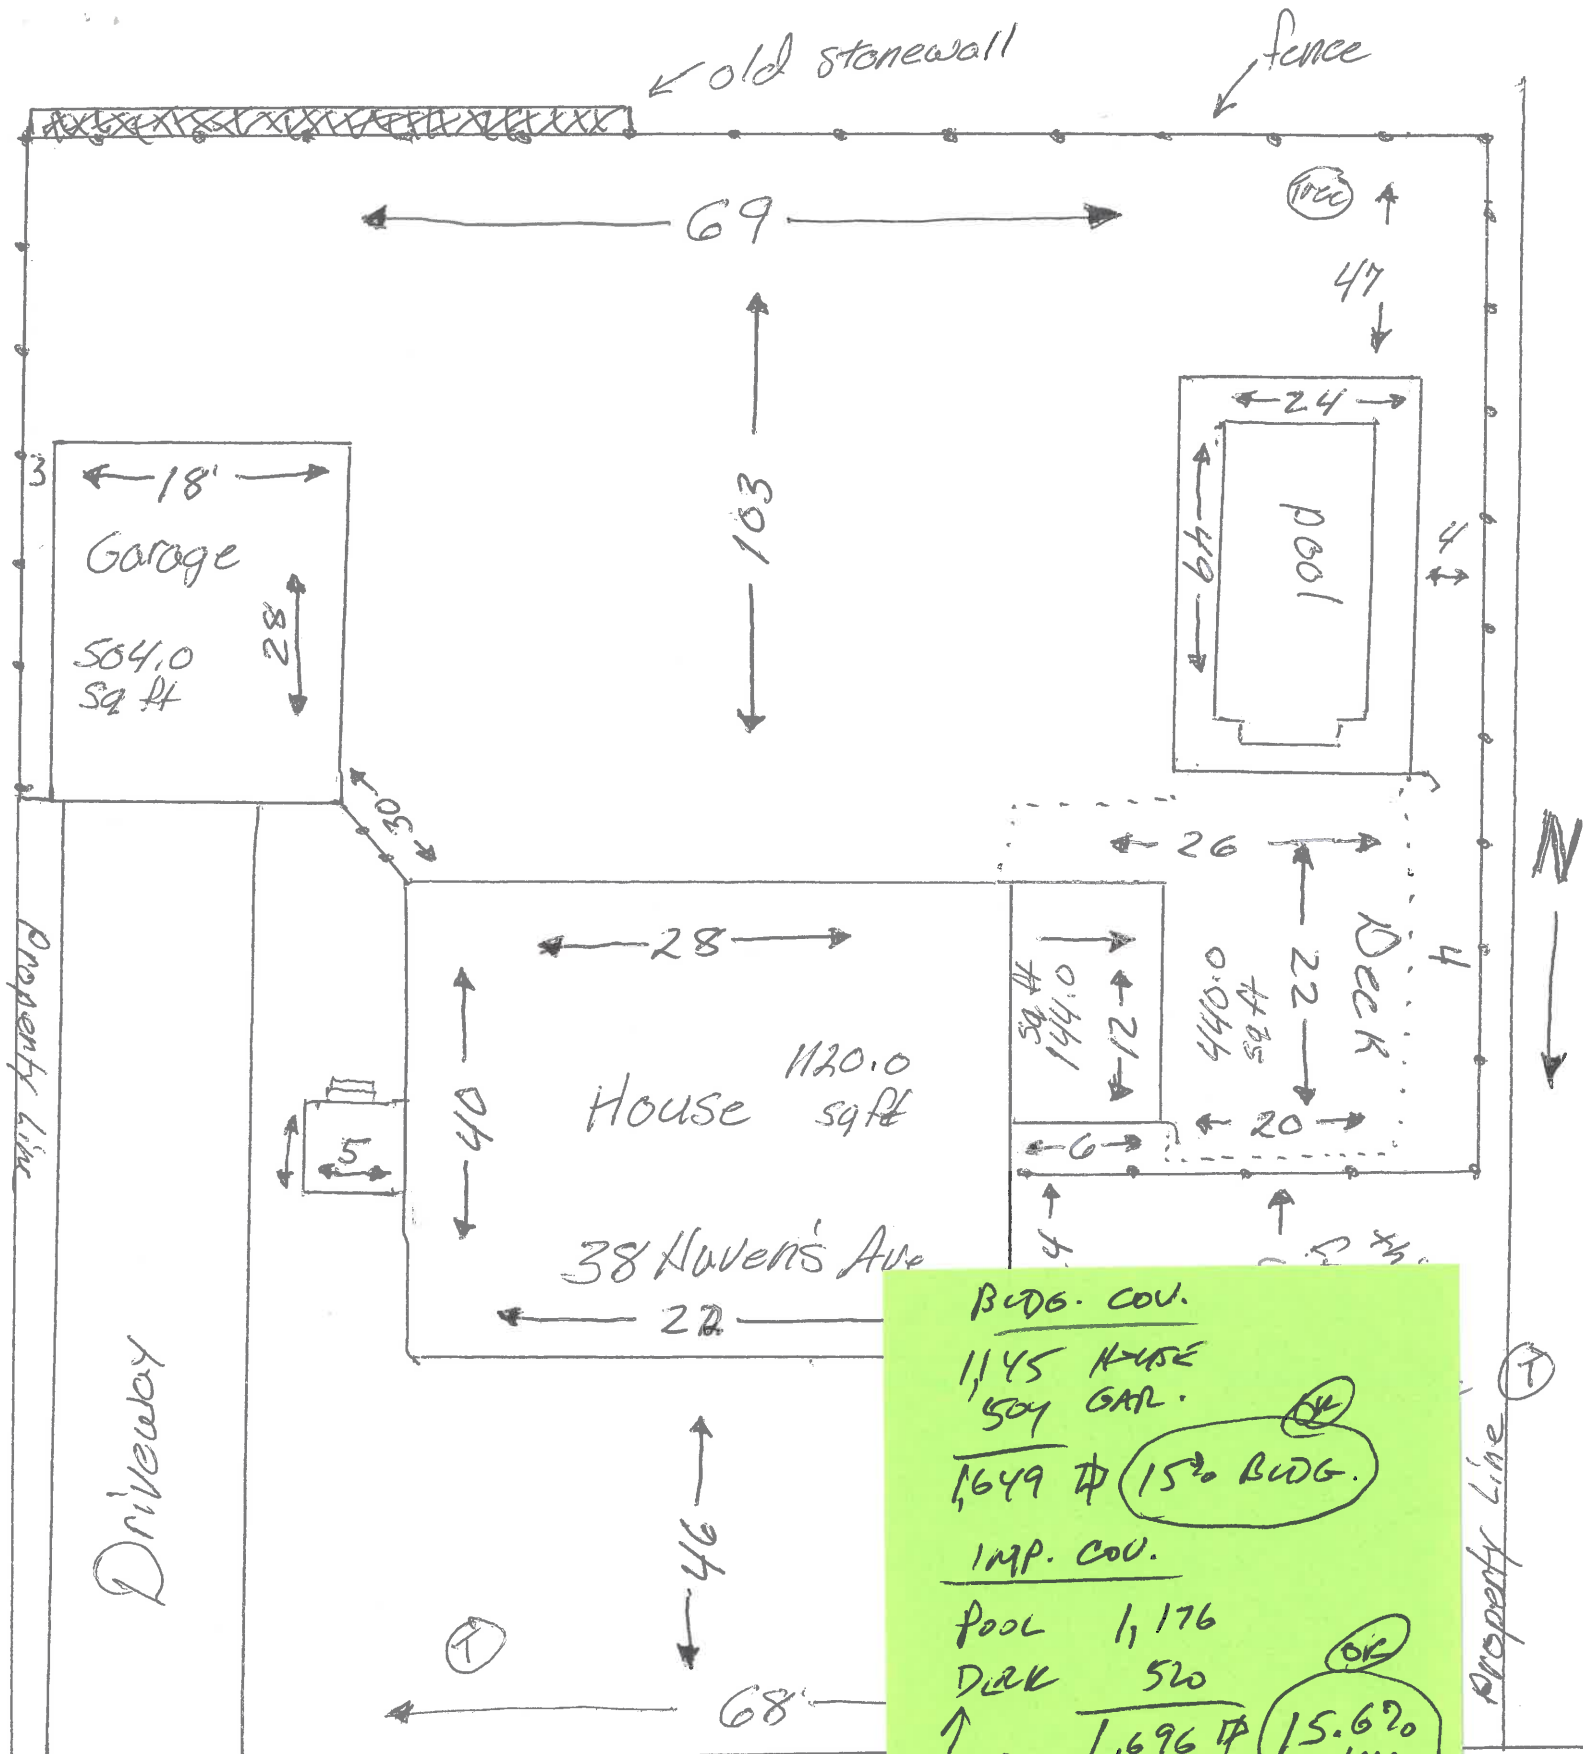 old stonewall
fence
Tree
69
47
24
3
18'
Garage
103
49
pool
4
28
504.0
sq ft
30
26
N
Property Line
28
sq ft
144.0
12
440.0
sq ft
22
Deck
4
40
1120.0
House sq ft
5
6
20
38 Haven's Ave
22
BLDG. COV.
1,145 HOUSE
504 GAR.
OK
1,649 15% BLDG.
T
Driveway
46
IMP. COV.
POOL 1,176
OK
DECK 520
1,696 15.6%
Property Line
T
68'